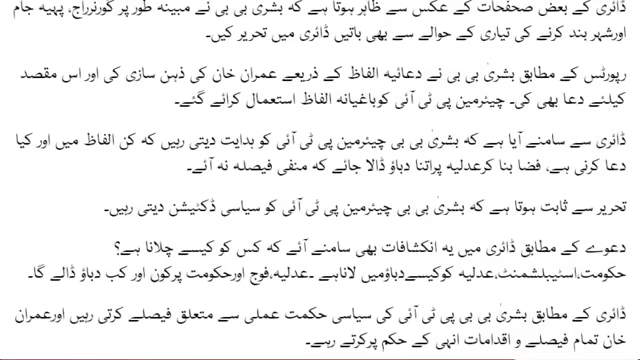 ڈائری کے بعض صفحات کے عکس سے ظاہر ہوتا ہے کہ بشریٰ بی بی نے مبینہ طور پر گورنرراج، پہیہ جام
اورشہر بند کرنے کی تیاری کے حوالے سے بھی باتیں ڈائری میں تحریر کیں۔
رپورٹس کے مطابق بشریٰ بی بی نے دعائیہ الفاظ کے ذریعے عمران خان کی ذہن سازی کی اور اس مقصد
کیلئے دعا بھی کی۔ چیئرمین پی ٹی آئی کوباغیانہ الفاظ استعمال کرائے گئے۔
ڈائری سے سامنے آیا ہے کہ بشریٰ بی بی چیئرمین پی ٹی آئی کو ہدایت دیتی رہیں کہ کن الفاظ میں اور کیا
دعا کرنی ہے، فضا بنا کرعدلیہ پراتنا دباؤ ڈالا جائے کہ منفی فیصلہ نہ آئے۔
تحریر سے ثابت ہوتا ہے کہ بشریٰ بی بی چیئرمین پی ٹی آئی کو سیاسی ڈکٹیشن دیتی رہیں۔
دعوے کے مطابق ڈائری میں یہ انکشافات بھی سامنے آئے کہ کس کو کیسے چلانا ہے؟
حکومت،اسٹیبلشمنٹ،عدلیہ کوکیسےدباؤمیں لاناہے ۔عدلیہ،فوج اورحکومت پرکون اور کب دباؤ ڈالے گا۔
ڈائری کے مطابق بشریٰ بی بی پی ٹی آئی کی سیاسی حکمت عملی سے متعلق فیصلے کرتی رہیں اورعمران
خان تمام فیصلے و اقدامات انہی کے حکم پرکرتے رہے۔